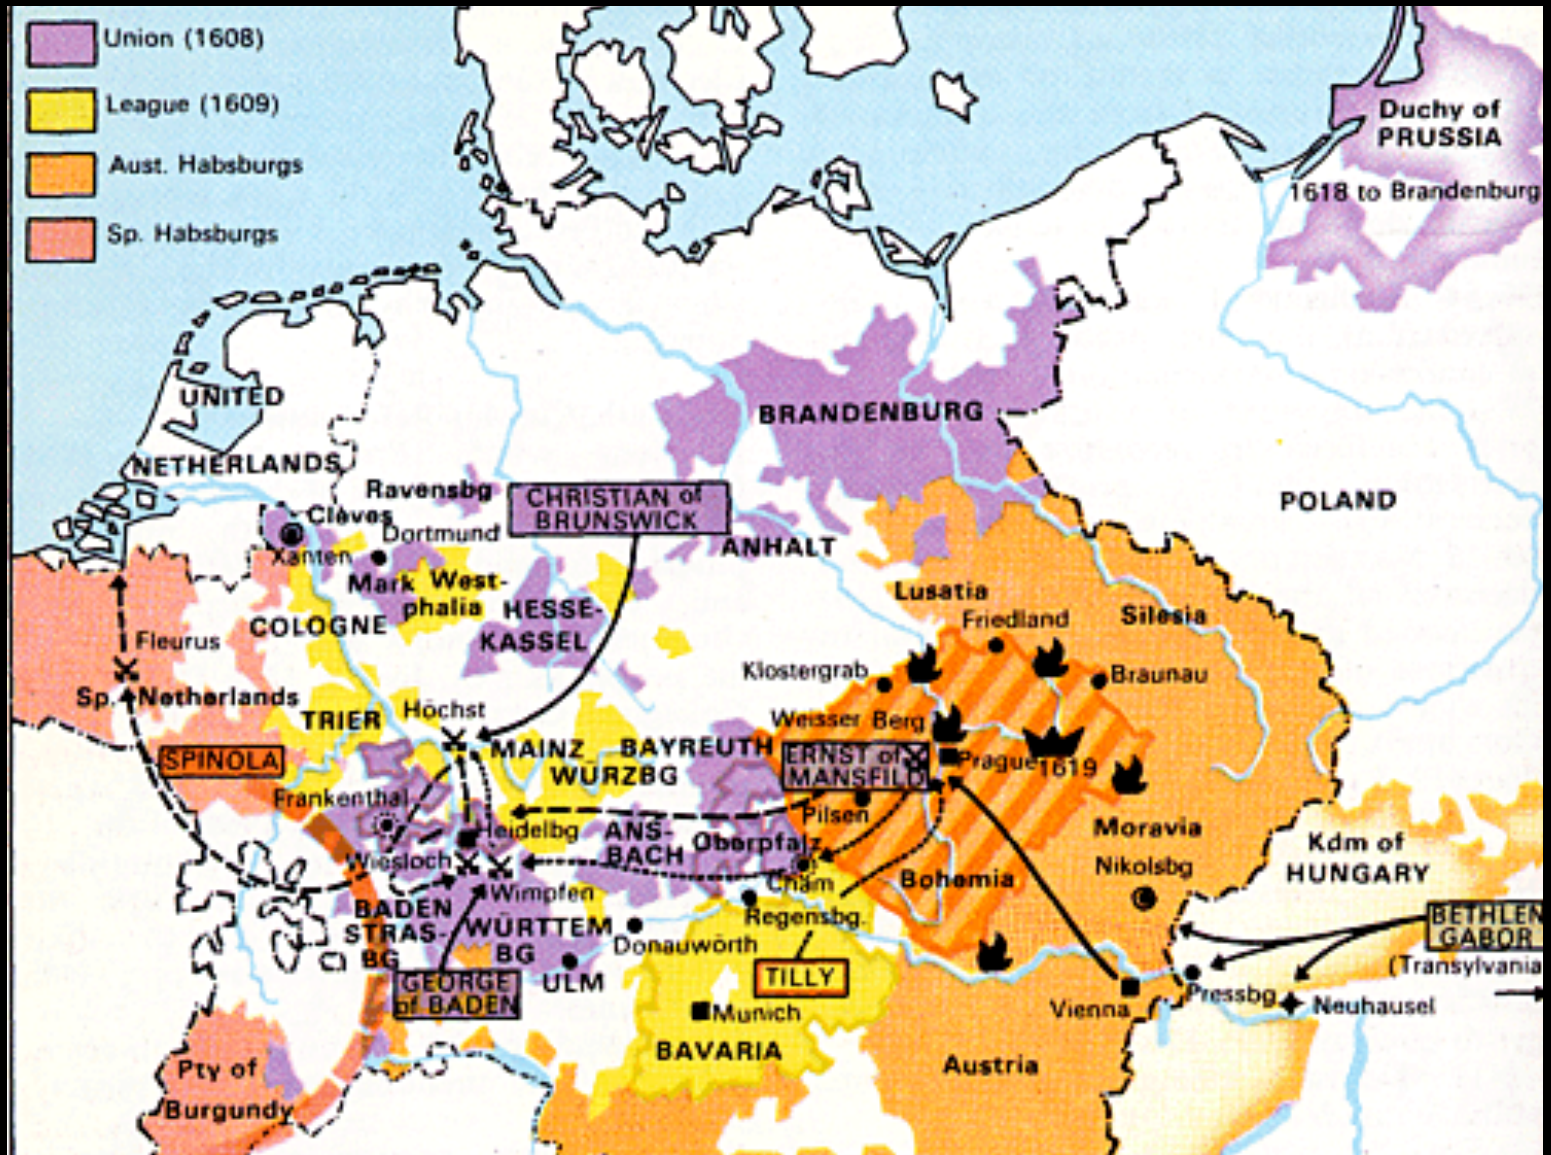 Union (1608)
League (1609)
Aust. Habsburgs
Sp. Habsburgs
Duchy of
PRUSSIA
1618 to Brandenburg
UNITED
NETHERLANDS
BRANDENBURG
POLAND
Ravensbg
CHRISTIAN of
BRUNSWICK
Cleves
Dortmund
Xanten
ANHALT
Mark
West-
phalia
HESSE-
KASSEL
COLOGNE
Lusatia
Friedland
Silesia
Fleurus
Klostergrab
Braunau
Sp. Netherlands
TRIER
Höchst
Weisser Berg
MAINZ
BAYREUTH
WURZBG
SPINOLA
ERNST of
MANSFILD
Prague 1619
Frankenthal
Pilsen
Heidelbg
ANS-
BACH
Oberpfalz
Moravia
Kdm of
HUNGARY
Wiesloch
Wimpfen
Cham
Bohemia
Nikolsbg
BADEN
STRAS-
BG
WÜRTTEM
BG
Regensbg.
Donauwörth
BETHLEN
GABOR
(Transylvania
ULM
GEORGE
of BADEN
TILLY
Munich
Vienna
Pressbg
Neuhausel
BAVARIA
Austria
Pty of
Burgundy